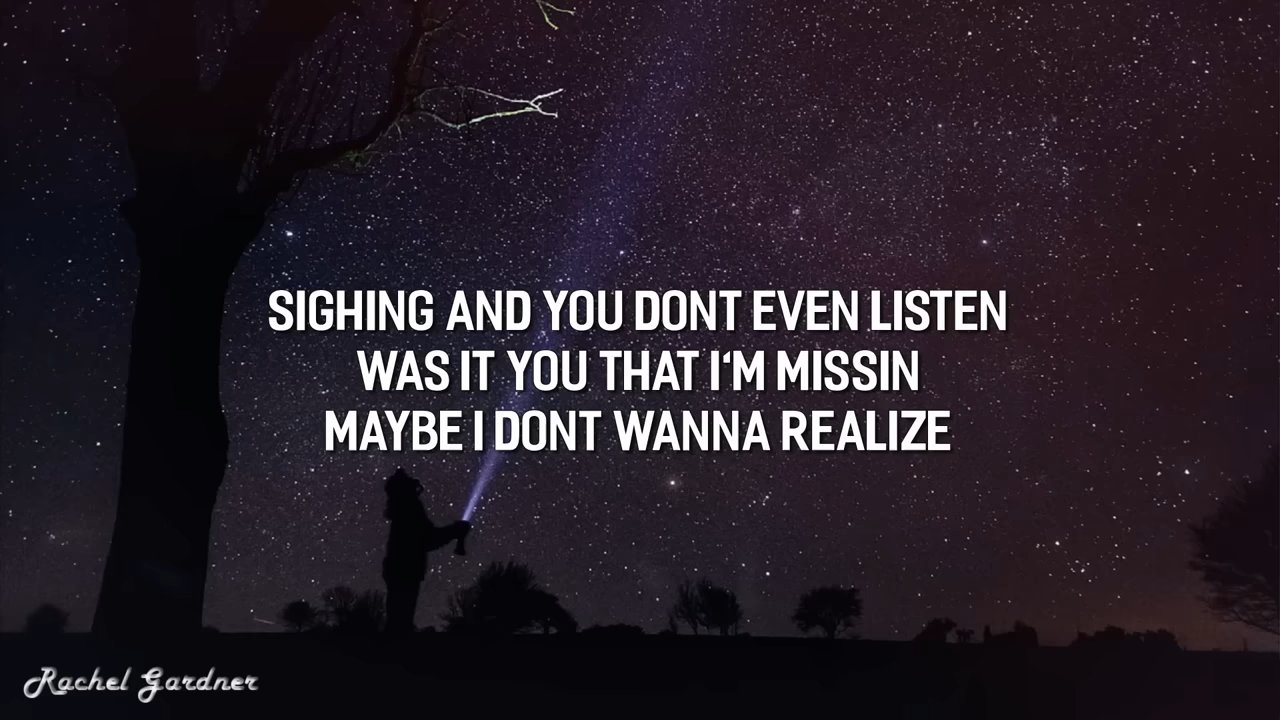 SIGHING AND YOU DONT EVEN LISTEN
WAS IT YOU THAT I‘M MISSIN
MAYBE I DONT WANNA REALIZE
Rachel Gardner